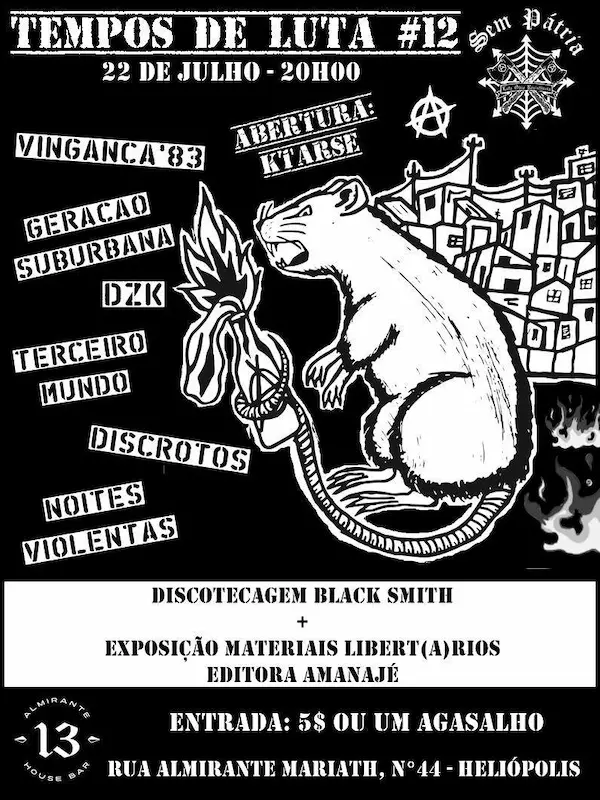 TEMPOS DE LUTA #12
Sem Pátria
22 DE JULHO - 20H00
ABERTURA:
KTARSE
VINGANCA'83
GERACAO
SUBURBANA
DZK
TERCEIRO
MUNDO
DISCROTOS
NOITES
VIOLENTAS
DISCOTECAGEM BLACK SMITH
+
EXPOSIÇÃO MATERIAIS LIBERT(A)RIOS
EDITORA AMANAJÉ
ALMIRANTE
13
HOUSE BAR
ENTRADA: 5$ OU UM AGASALHO
RUA ALMIRANTE MARIATH, N°44 - HELIÓPOLIS